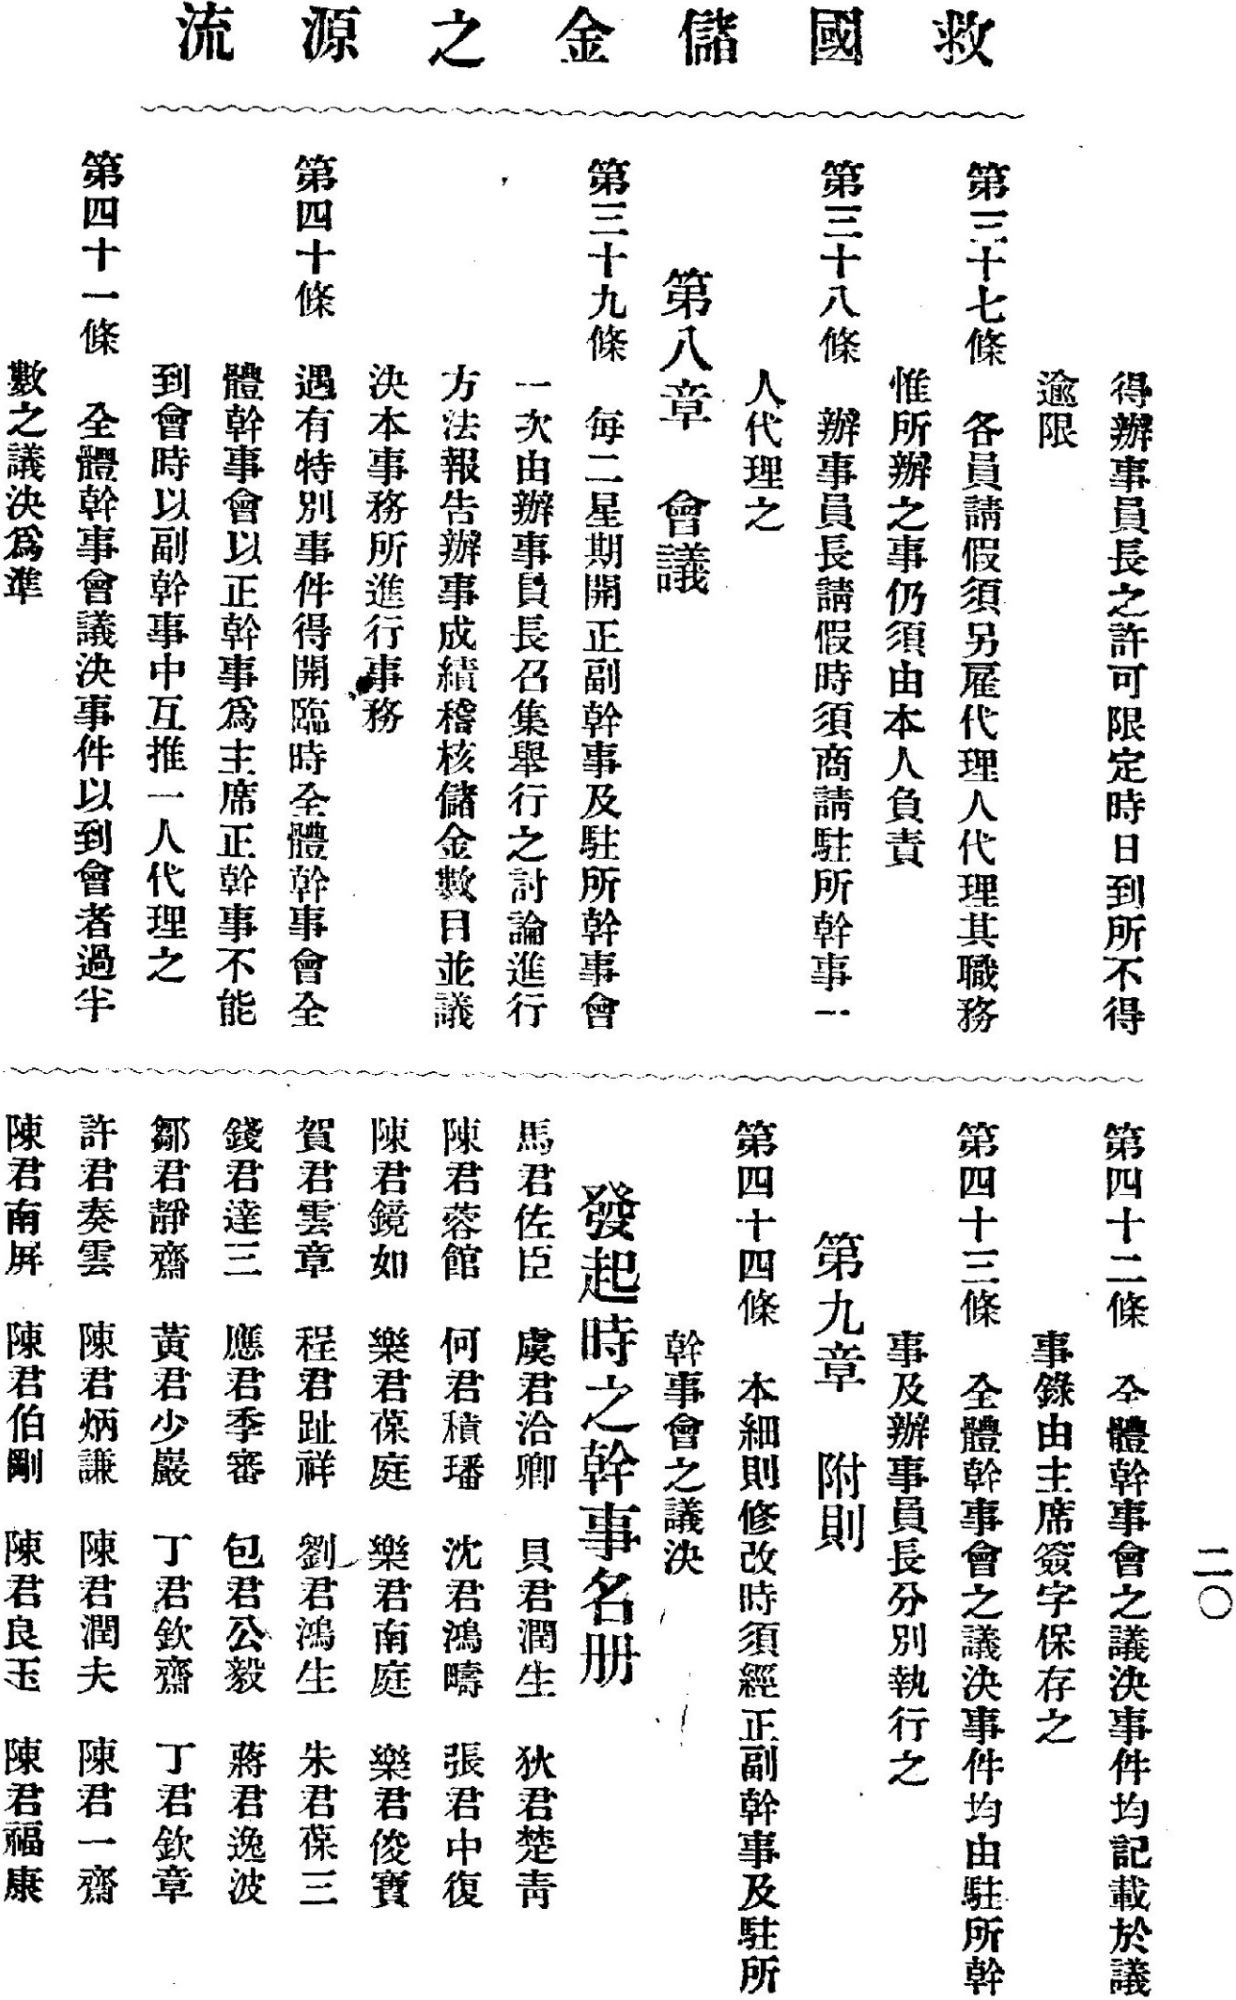 救國儲金之源流
得辦事員長之許可限定時日到所不得
逾限
第三十七條　各員請假須另雇代理人代理其職務
惟所辦之事仍須由本人負責
第三十八條　辦事員長請假時須商請駐所幹事一
人代理之
第八章　會議
第三十九條　每二星期開正副幹事及駐所幹事會
一次由辦事員長召集舉行之討論進行
方法報告辦事成績稽核儲金數目並議
決本事務所進行事務
第四十條　遇有特別事件得開臨時全體幹事會全
體幹事會以正幹事爲主席正幹事不能
到會時以副幹事中互推一人代理之
第四十一條　全體幹事會議決事件以到會者過半
數之議決爲準
第四十二條　全體幹事會之議決事件均記載於議
事錄由主席簽字保存之
第四十三條　全體幹事會之議決事件均由駐所幹
事及辦事員長分別執行之
第九章　附則
第四十四條　本細則修改時須經正副幹事及駐所
幹事會之議決
發起時之幹事名册
馬君佐臣　虞君洽卿　貝君潤生　狄君楚靑
陳君蓉館　何君積璠　沈君鴻疇　張君中復
陳君鏡如　樂君葆庭　樂君南庭　樂君俊寶
賀君雲章　程君趾祥　劉君鴻生　朱君葆三
錢君達三　應君季審　包君公毅　蔣君逸波
鄒君靜齋　黃君少巖　丁君欽齋　丁君欽章
許君奏雲　陳君炳謙　陳君潤夫　陳君一齋
陳君南屏　陳君伯剛　陳君良玉　陳君福康
二〇